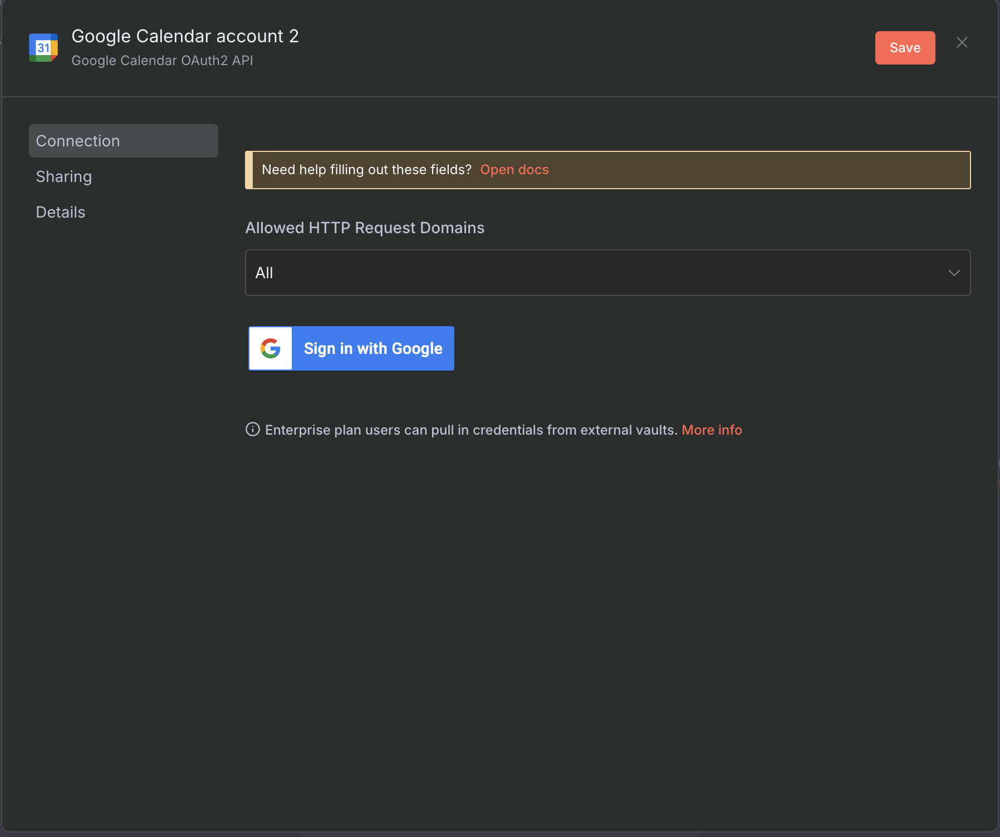 31
Google Calendar account 2
Google Calendar OAuth2 API
Save
Connection
Sharing
Details
Need help filling out these fields? Open docs
Allowed HTTP Request Domains
All
Sign in with Google
Enterprise plan users can pull in credentials from external vaults. More info